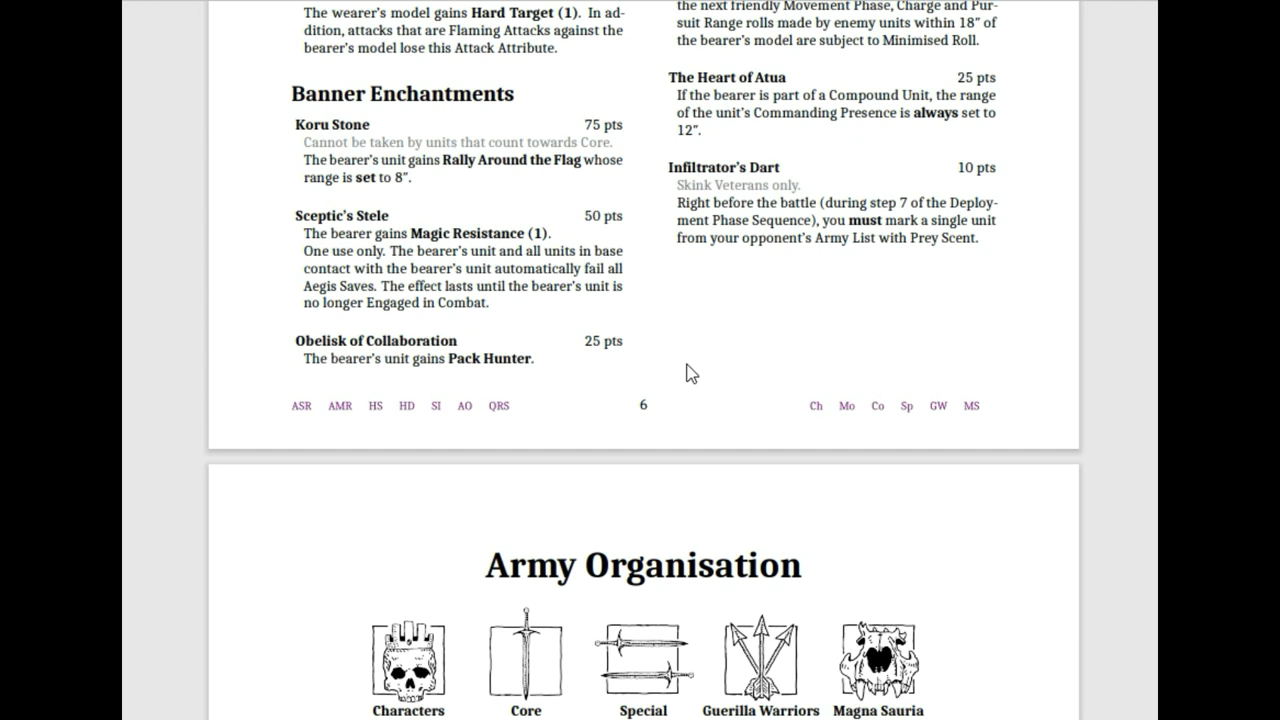 The wearer's model gains Hard Target (1). In ad-
dition, attacks that are Flaming Attacks against the
bearer's model lose this Attack Attribute.
Banner Enchantments
Koru Stone 75 pts
Cannot be taken by units that count towards Core.
The bearer's unit gains Rally Around the Flag whose
range is set to 8″.
Sceptic's Stele 50 pts
The bearer gains Magic Resistance (1).
One use only. The bearer's unit and all units in base
contact with the bearer's unit automatically fail all
Aegis Saves. The effect lasts until the bearer's unit is
no longer Engaged in Combat.
Obelisk of Collaboration 25 pts
The bearer's unit gains Pack Hunter.
the next friendly Movement Phase, Charge and Pur-
suit Range rolls made by enemy units within 18″ of
the bearer's model are subject to Minimised Roll.
The Heart of Atua 25 pts
If the bearer is part of a Compound Unit, the range
of the unit's Commanding Presence is always set to
12″.
Infiltrator's Dart 10 pts
Skink Veterans only.
Right before the battle (during step 7 of the Deploy-
ment Phase Sequence), you must mark a single unit
from your opponent's Army List with Prey Scent.
ASR AMR HS HD SI AO QRS 6 Ch Mo Co Sp GW MS
Army Organisation
Characters Core Special Guerilla Warriors Magna Sauria